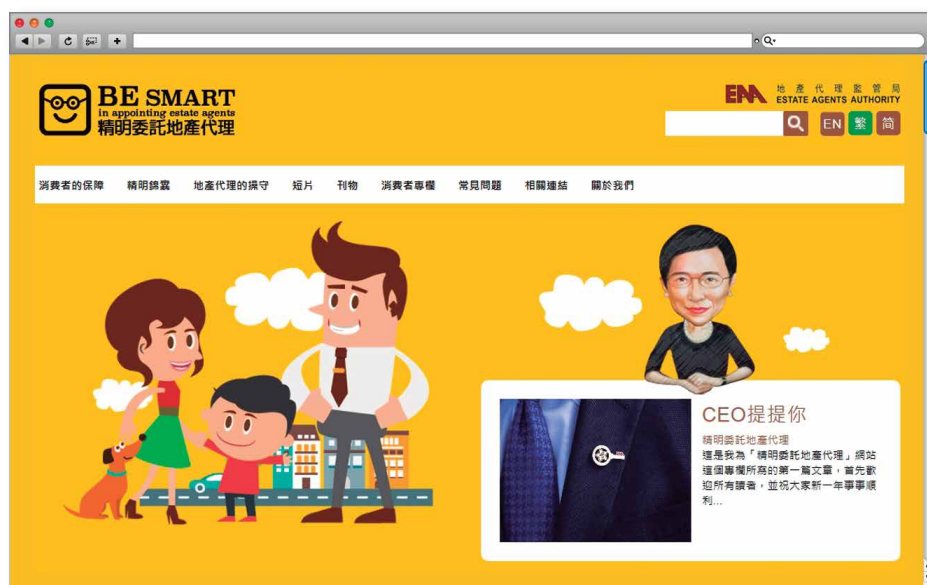 BE SMART
in appointing estate agents
精明委託地產代理
EAA
地產代理監管局
ESTATE AGENTS AUTHORITY
EN 繁 简
消費者的保障 精明錦囊 地產代理的操守 短片 刊物 消費者專欄 常見問題 相關連結 關於我們
CEO提提你
精明委託地產代理
這是我為「精明委託地產代理」網站
這個專欄所寫的第一篇文章，首先歡
迎所有讀者，並祝大家新一年事事順
利...